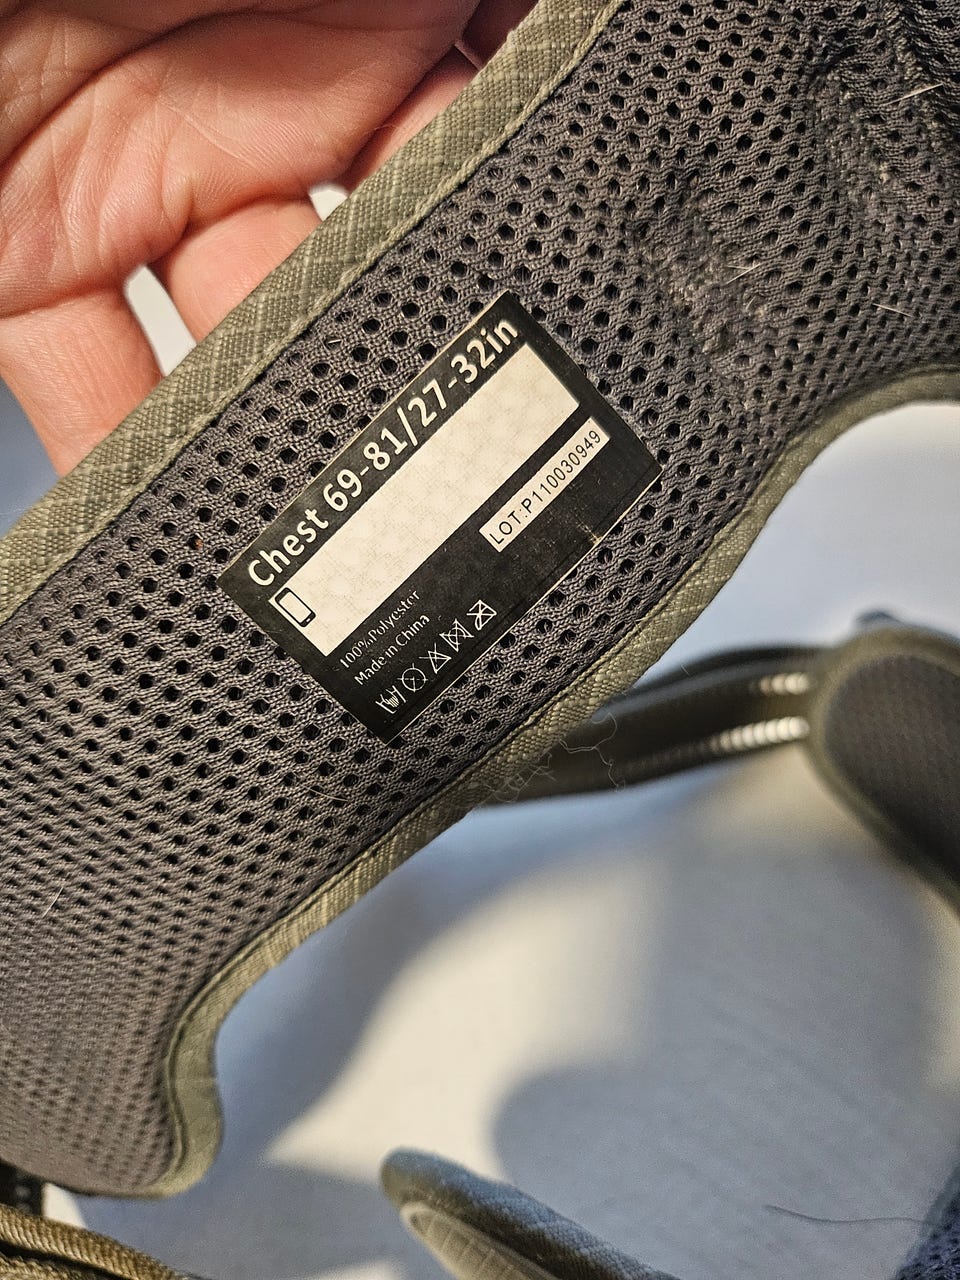 Chest 69-81/27-32in
LOT:P110030949
100%Polyester
Made in China